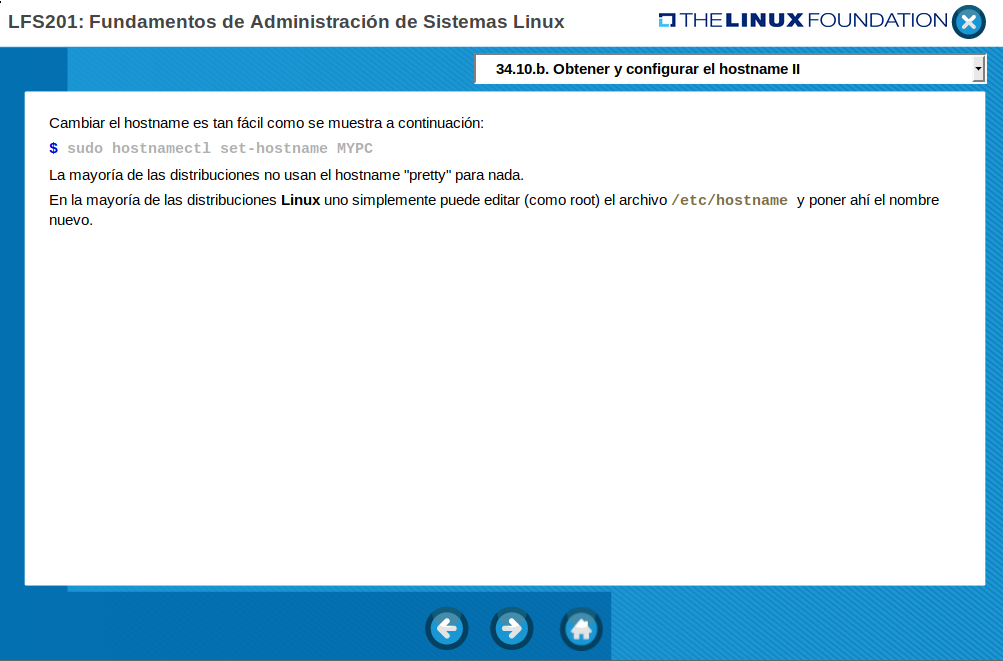 LFS201: Fundamentos de Administración de Sistemas Linux
THE LINUX FOUNDATION
34.10.b. Obtener y configurar el hostname II
Cambiar el hostname es tan fácil como se muestra a continuación:
$ sudo hostnamectl set-hostname MYPC
La mayoría de las distribuciones no usan el hostname "pretty" para nada.
En la mayoría de las distribuciones Linux uno simplemente puede editar (como root) el archivo /etc/hostname y poner ahí el nombre
nuevo.